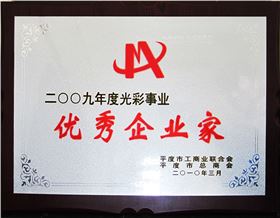 二〇〇九年度光彩事业
优秀企业家
平度市工商业联合会
平度市总商会
二〇一〇年三月